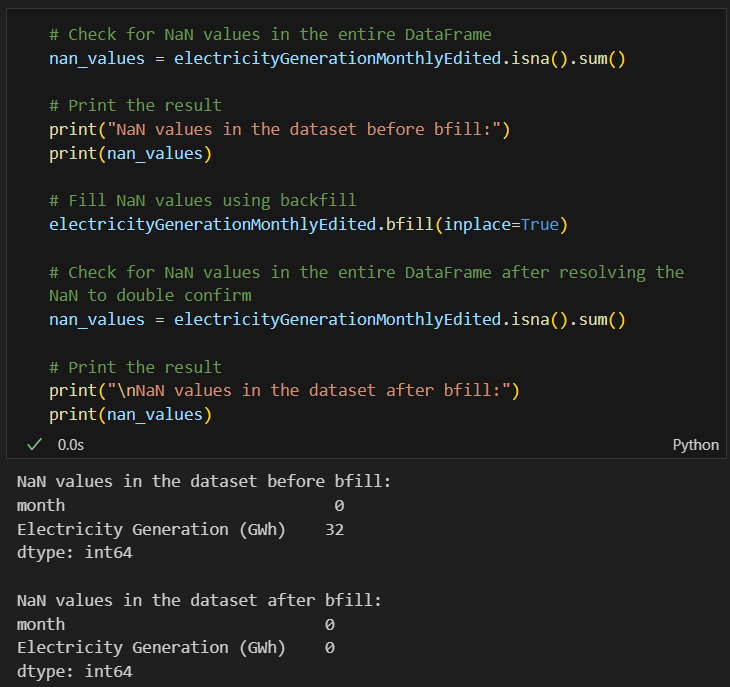 # Check for NaN values in the entire DataFrame
nan_values = electricityGenerationMonthlyEdited.isna().sum()
# Print the result
print("NaN values in the dataset before bfill:")
print(nan_values)
# Fill NaN values using backfill
electricityGenerationMonthlyEdited.bfill(inplace=True)
# Check for NaN values in the entire DataFrame after resolving the
NaN to double confirm
nan_values = electricityGenerationMonthlyEdited.isna().sum()
# Print the result
print("\nNaN values in the dataset after bfill:")
print(nan_values)
0.0s Python
NaN values in the dataset before bfill:
month 0
Electricity Generation (GWh) 32
dtype: int64
NaN values in the dataset after bfill:
month 0
Electricity Generation (GWh) 0
dtype: int64